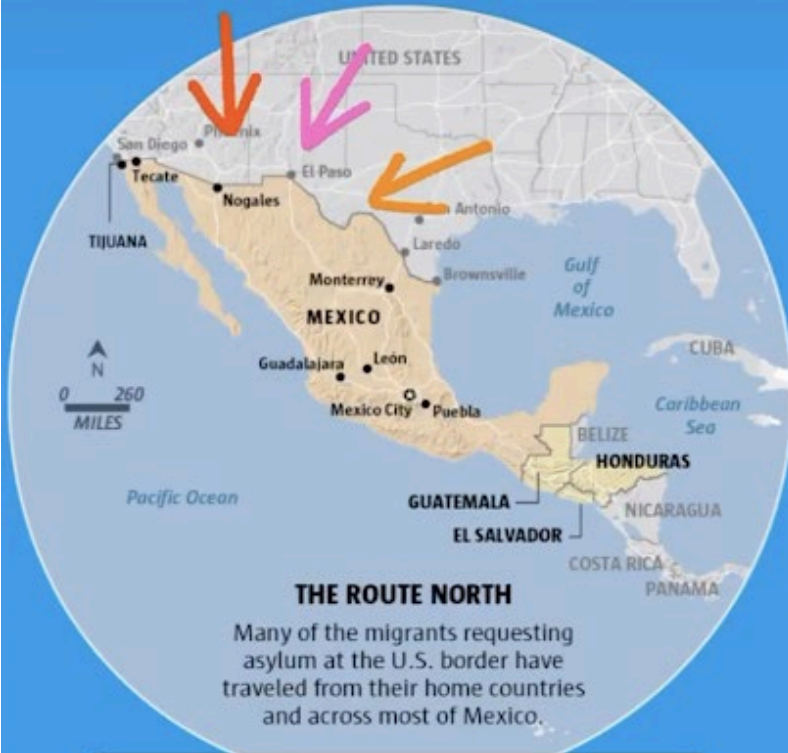 UNITED STATES
San Diego
El Paso
Tecate
Nogales
Antonio
TIJUANA
Laredo
Monterrey
Brownsville
Gulf
of
Mexico
MEXICO
N
0 260
MILES
Guadalajara
León
CUBA
Mexico City
Puebla
Caribbean
Sea
BELIZE
HONDURAS
Pacific Ocean
GUATEMALA
NICARAGUA
EL SALVADOR
COSTA RICA
PANAMA
THE ROUTE NORTH
Many of the migrants requesting
asylum at the U.S. border have
traveled from their home countries
and across most of Mexico.